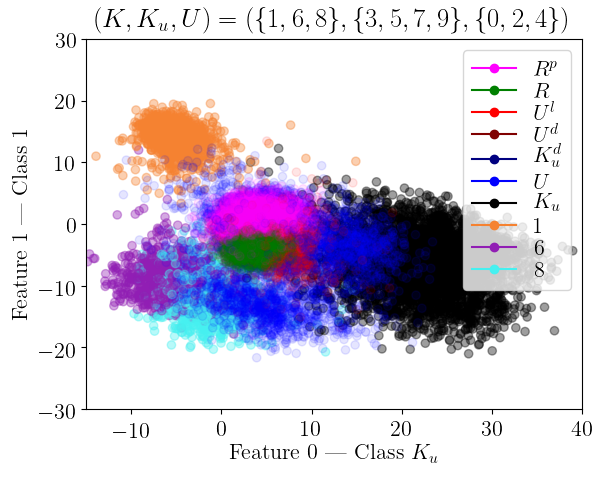 (K, K_u, U) = ({1, 6, 8}, {3, 5, 7, 9}, {0, 2, 4})
30
20
10
0
−10
−20
−30
Feature 1 — Class 1
R^p
R
U^l
U^d
K_u^d
U
K_u
1
6
8
−10 0 10 20 30 40
Feature 0 — Class K_u